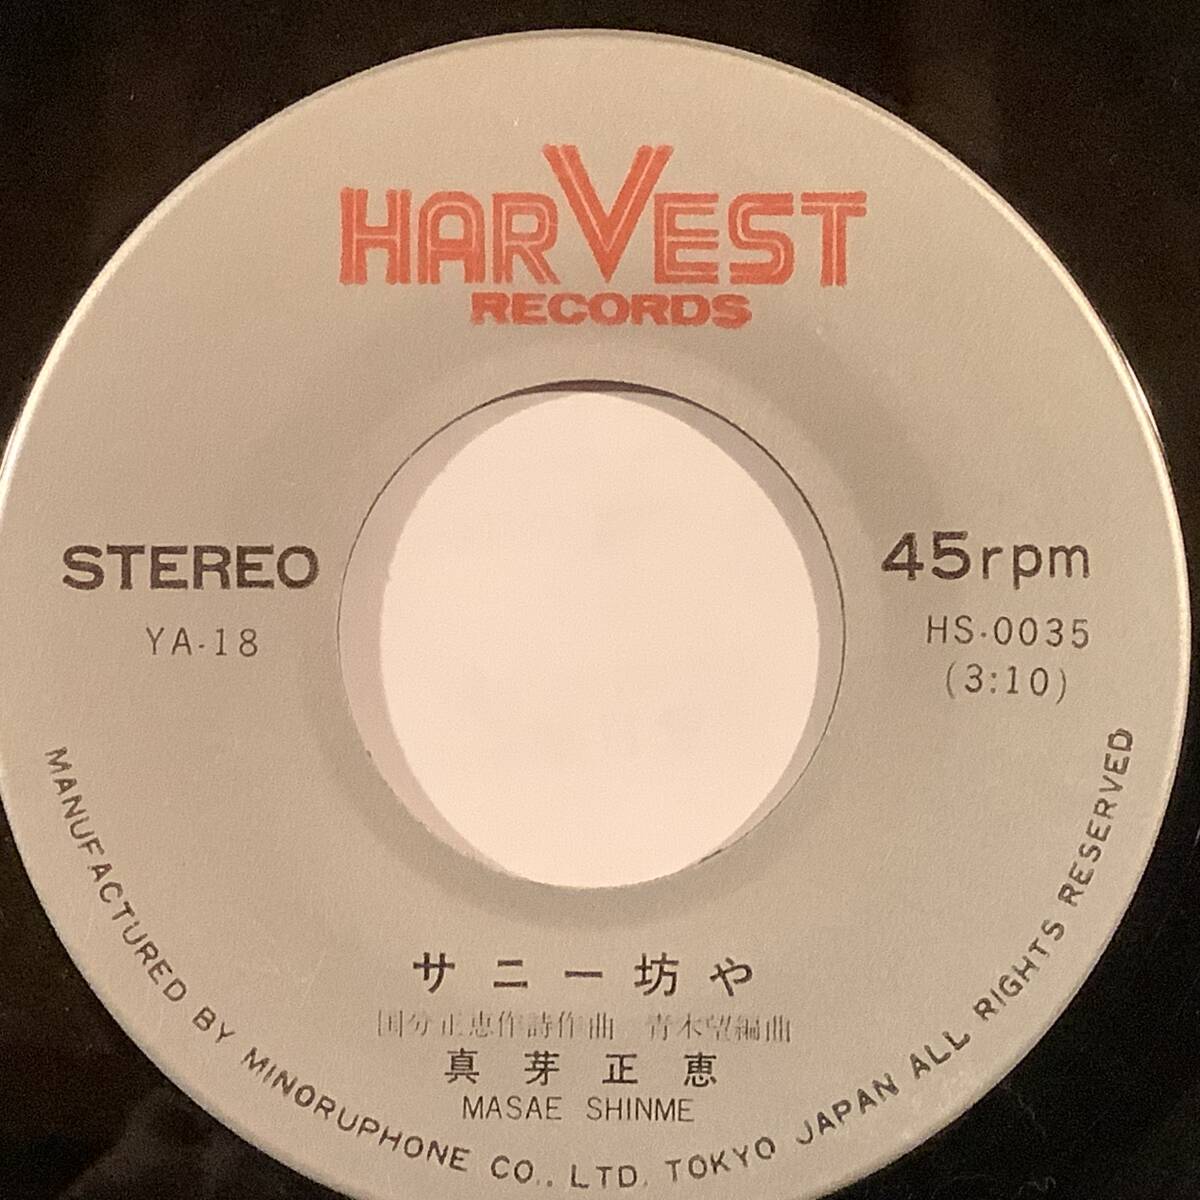 HARVEST
RECORDS
STEREO
YA-18
45rpm
HS-0035
(3:10)
サニー坊や
国分正恵作詩作曲 青木望編曲
真芽正恵
MASAE SHINME
MANUFACTURED BY MINORUPHONE CO., LTD. TOKYO JAPAN ALL RIGHTS RESERVED